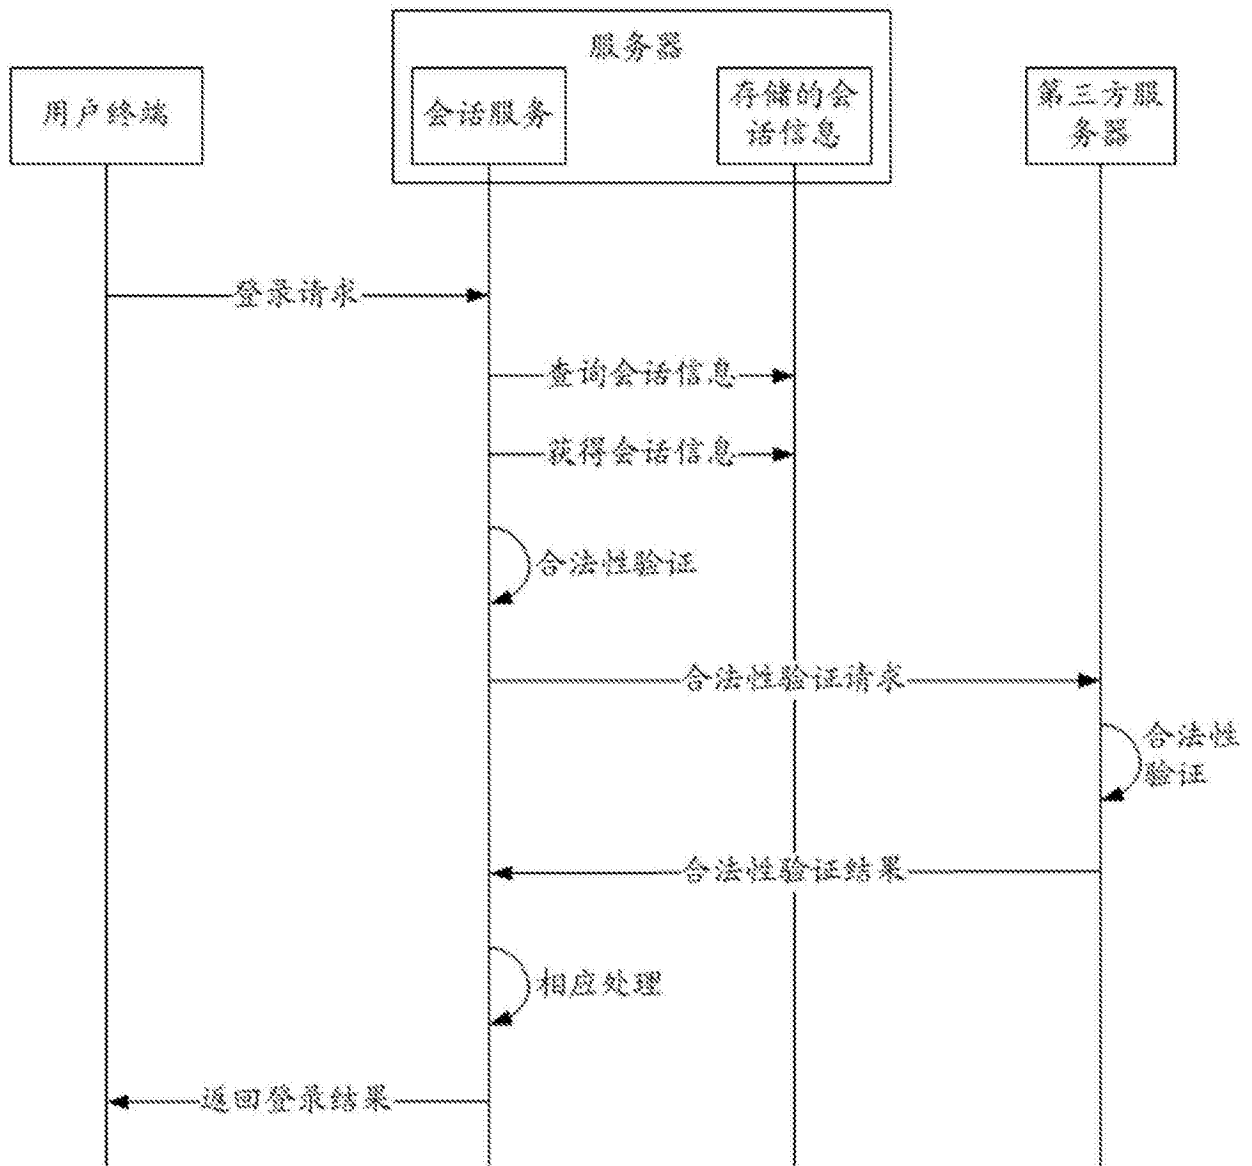 服务器
用户终端
会话服务
存储的会
话信息
第三方服
务器
登录请求
查询会话信息
获得会话信息
合法性验证
合法性验证请求
合法性
验证
合法性验证结果
相应处理
返回登录结果